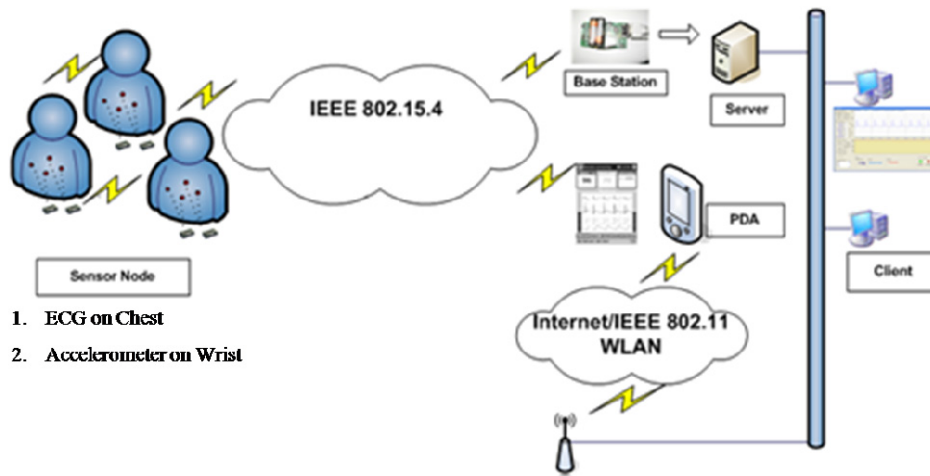 IEEE 802.15.4
Base Station
Server
PDA
Client
Sensor Node
1. ECG on Chest
2. Accelerometer on Wrist
Internet/IEEE 802.11
WLAN